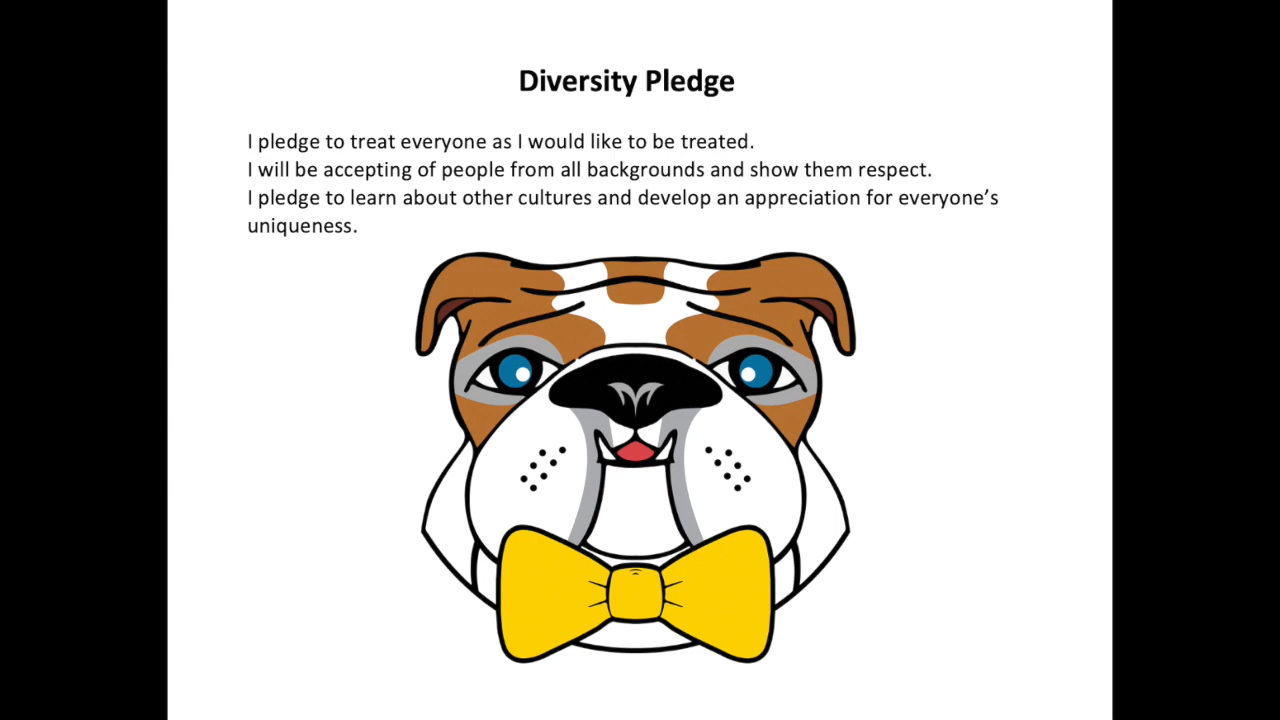 Diversity Pledge
I pledge to treat everyone as I would like to be treated.
I will be accepting of people from all backgrounds and show them respect.
I pledge to learn about other cultures and develop an appreciation for everyone’s
uniqueness.